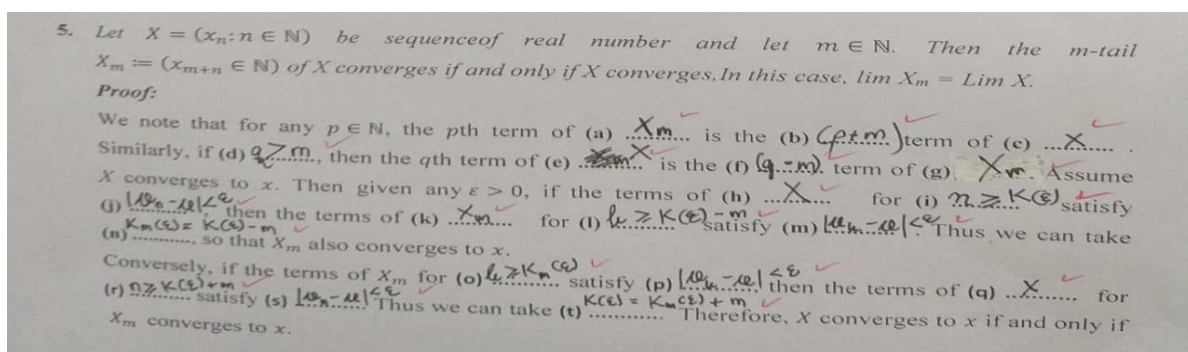 5. Let X = (xₙ: n ∈ ℕ) be sequenceof real number and let m ∈ ℕ. Then the m-tail
Xₘ := (xₘ₊ₙ ∈ ℕ) of X converges if and only if X converges, In this case, lim Xₘ = Lim X.
Proof:
We note that for any p ∈ ℕ, the pth term of (a) Xm is the (b) (p+m) term of (c) ...X..... .
Similarly, if (d) q>m, then the qth term of (e) X is the (f) (q-m). term of (g) Xm. Assume
X converges to x. Then given any ε > 0, if the terms of (h) ...X... for (i) n ≥ K(ε) satisfy
(j) |xn-x|<ε, then the terms of (k) .Xm... for (l) k ≥ K(ε)-m satisfy (m) |xk-x|<ε Thus we can take
(n) Km(ε) = K(ε)-m, so that Xₘ also converges to x.
Conversely, if the terms of Xₘ for (o) k ≥ Km(ε) satisfy (p) |xk-x|<ε then the terms of (q) ..X...... for
(r) n ≥ K(ε)+m satisfy (s) |xn-x|<ε Thus we can take (t) K(ε) = Km(ε) + m Therefore, X converges to x if and only if
Xₘ converges to x.